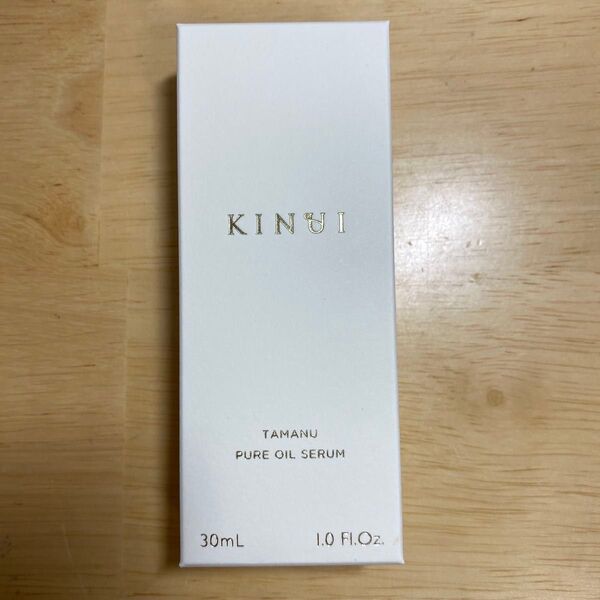 KINUI
TAMANU
PURE OIL SERUM
30mL 1.0 Fl.Oz.